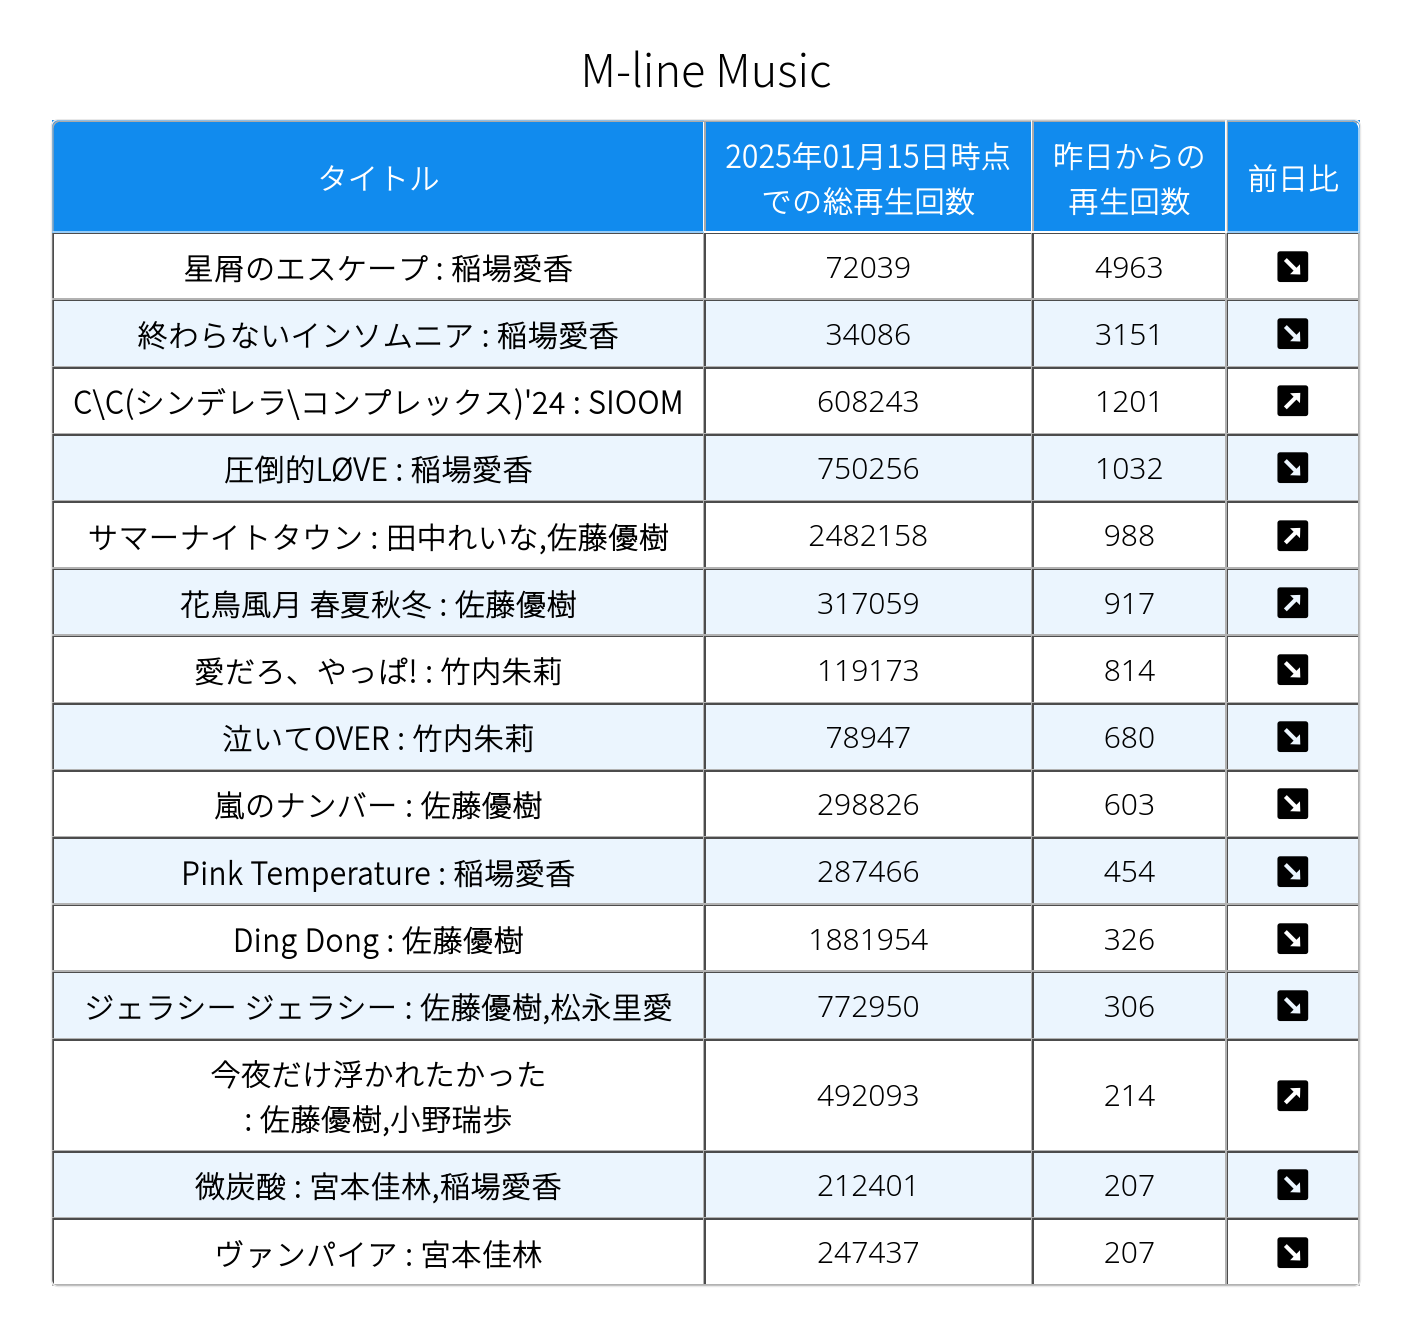 M-line Music
タイトル
2025年01月15日時点
での総再生回数
昨日からの
再生回数
前日比
星屑のエスケープ : 稲場愛香 72039 4963 ↘
終わらないインソムニア : 稲場愛香 34086 3151 ↘
C\C(シンデレラ\コンプレックス)'24 : SIOOM 608243 1201 ↗
圧倒的LØVE : 稲場愛香 750256 1032 ↘
サマーナイトタウン : 田中れいな,佐藤優樹 2482158 988 ↗
花鳥風月 春夏秋冬 : 佐藤優樹 317059 917 ↗
愛だろ、やっぱ! : 竹内朱莉 119173 814 ↘
泣いてOVER : 竹内朱莉 78947 680 ↘
嵐のナンバー : 佐藤優樹 298826 603 ↘
Pink Temperature : 稲場愛香 287466 454 ↘
Ding Dong : 佐藤優樹 1881954 326 ↘
ジェラシー ジェラシー : 佐藤優樹,松永里愛 772950 306 ↘
今夜だけ浮かれたかった
: 佐藤優樹,小野瑞歩 492093 214 ↗
微炭酸 : 宮本佳林,稲場愛香 212401 207 ↘
ヴァンパイア : 宮本佳林 247437 207 ↘